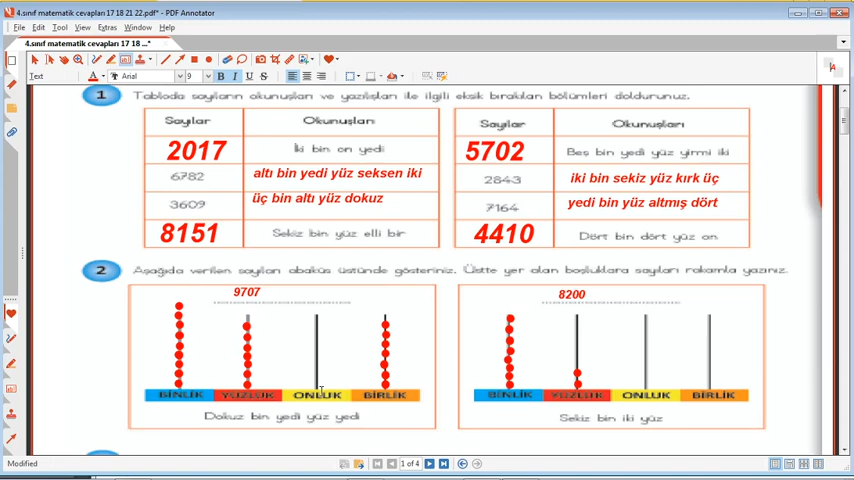 4.sınıf matematik cevapları 17 18 21 22.pdf* - PDF Annotator
File Edit Tool View Extras Window Help
4.sınıf matematik cevapları 17 18 ...*
Text Arial 9 B I U S
1 Tabloda sayıların okunuşları ve yazılışları ile ilgili eksik bırakılan bölümleri doldurunuz.
Sayılar Okunuşları
2017 İki bin on yedi
6782 altı bin yedi yüz seksen iki
3609 üç bin altı yüz dokuz
8151 Sekiz bin yüz elli bir
Sayılar Okunuşları
5702 Beş bin yedi yüz yirmi iki
2843 iki bin sekiz yüz kırk üç
7164 yedi bin yüz altmış dört
4410 Dört bin dört yüz on
2 Aşağıda verilen sayıları abaküs üstünde gösteriniz. Üstte yer alan boşluklara sayıları rakamla yazınız.
9707
BİNLİK YÜZLÜK ONLUK BİRLİK
Dokuz bin yedi yüz yedi
8200
BİNLİK YÜZLÜK ONLUK BİRLİK
Sekiz bin iki yüz
Modified 1 of 4